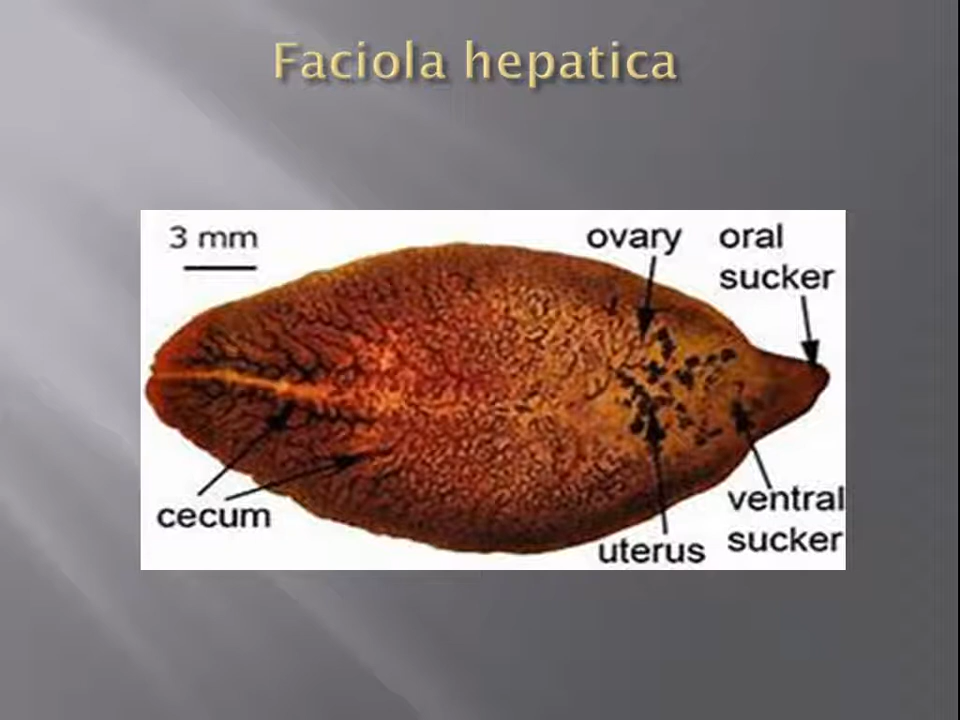 Faciola hepatica
3 mm
ovary
oral
sucker
cecum
uterus
ventral
sucker